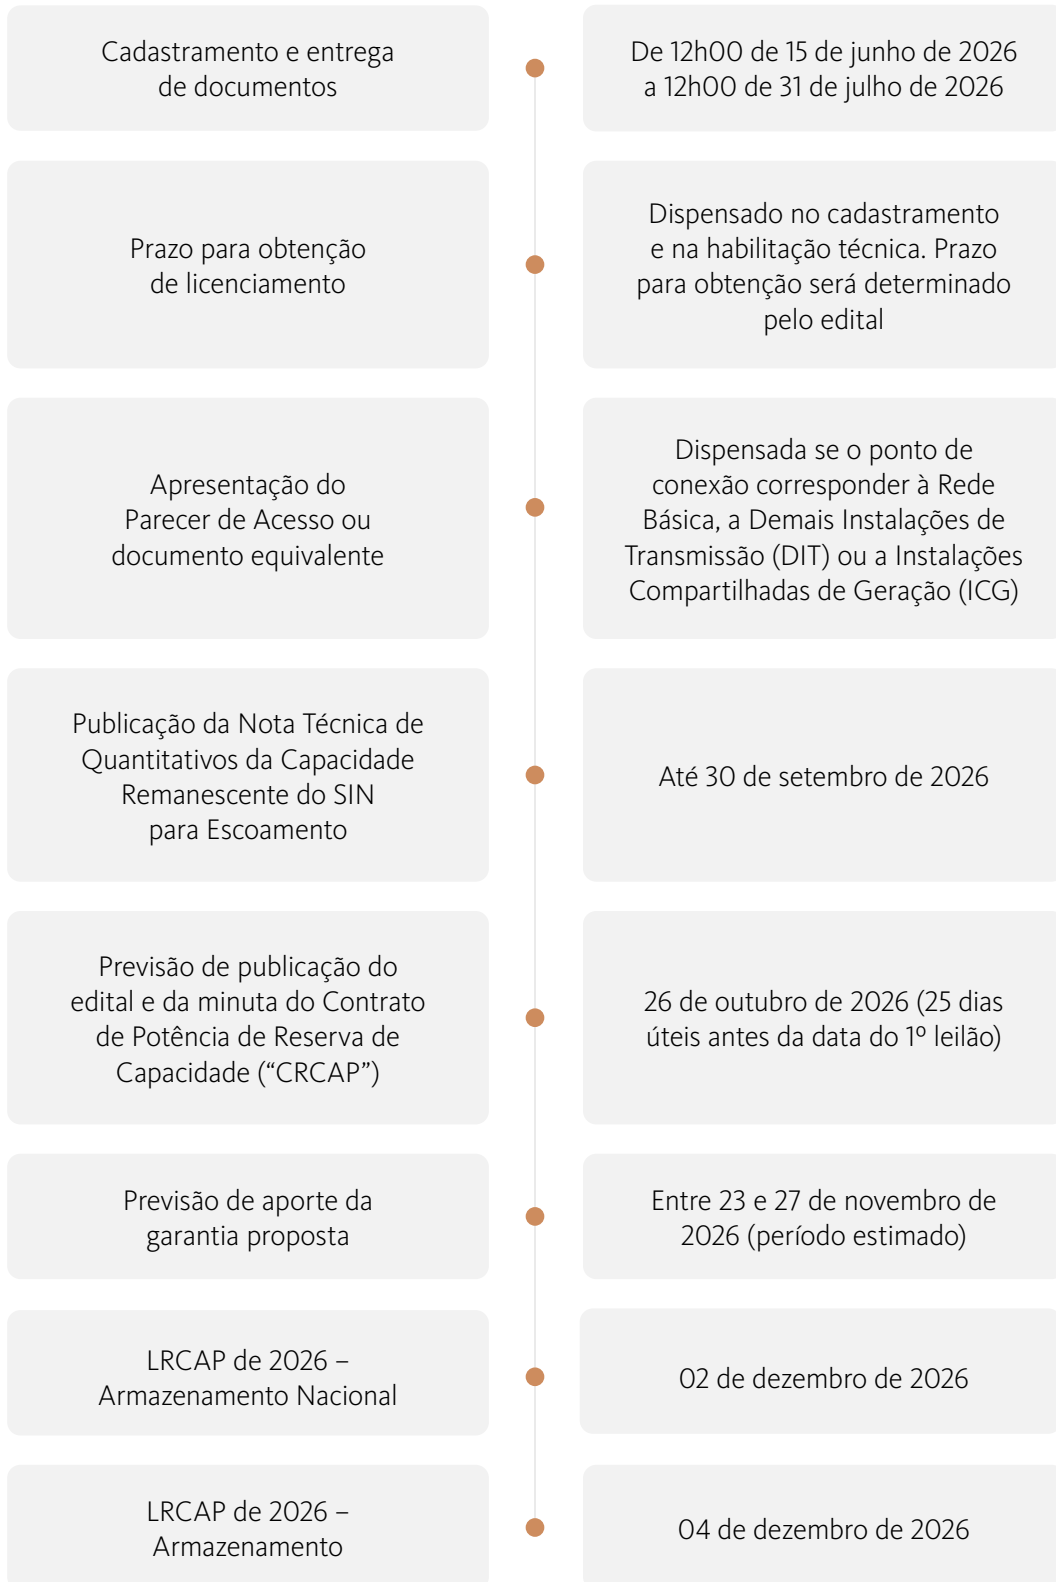 Cadastramento e entrega
de documentos
De 12h00 de 15 de junho de 2026
a 12h00 de 31 de julho de 2026
Prazo para obtenção
de licenciamento
Dispensado no cadastramento
e na habilitação técnica. Prazo
para obtenção será determinado
pelo edital
Apresentação do
Parecer de Acesso ou
documento equivalente
Dispensada se o ponto de
conexão corresponder à Rede
Básica, a Demais Instalações de
Transmissão (DIT) ou a Instalações
Compartilhadas de Geração (ICG)
Publicação da Nota Técnica de
Quantitativos da Capacidade
Remanescente do SIN
para Escoamento
Até 30 de setembro de 2026
Previsão de publicação do
edital e da minuta do Contrato
de Potência de Reserva de
Capacidade (“CRCAP”)
26 de outubro de 2026 (25 dias
úteis antes da data do 1º leilão)
Previsão de aporte da
garantia proposta
Entre 23 e 27 de novembro de
2026 (período estimado)
LRCAP de 2026 –
Armazenamento Nacional
02 de dezembro de 2026
LRCAP de 2026 –
Armazenamento
04 de dezembro de 2026